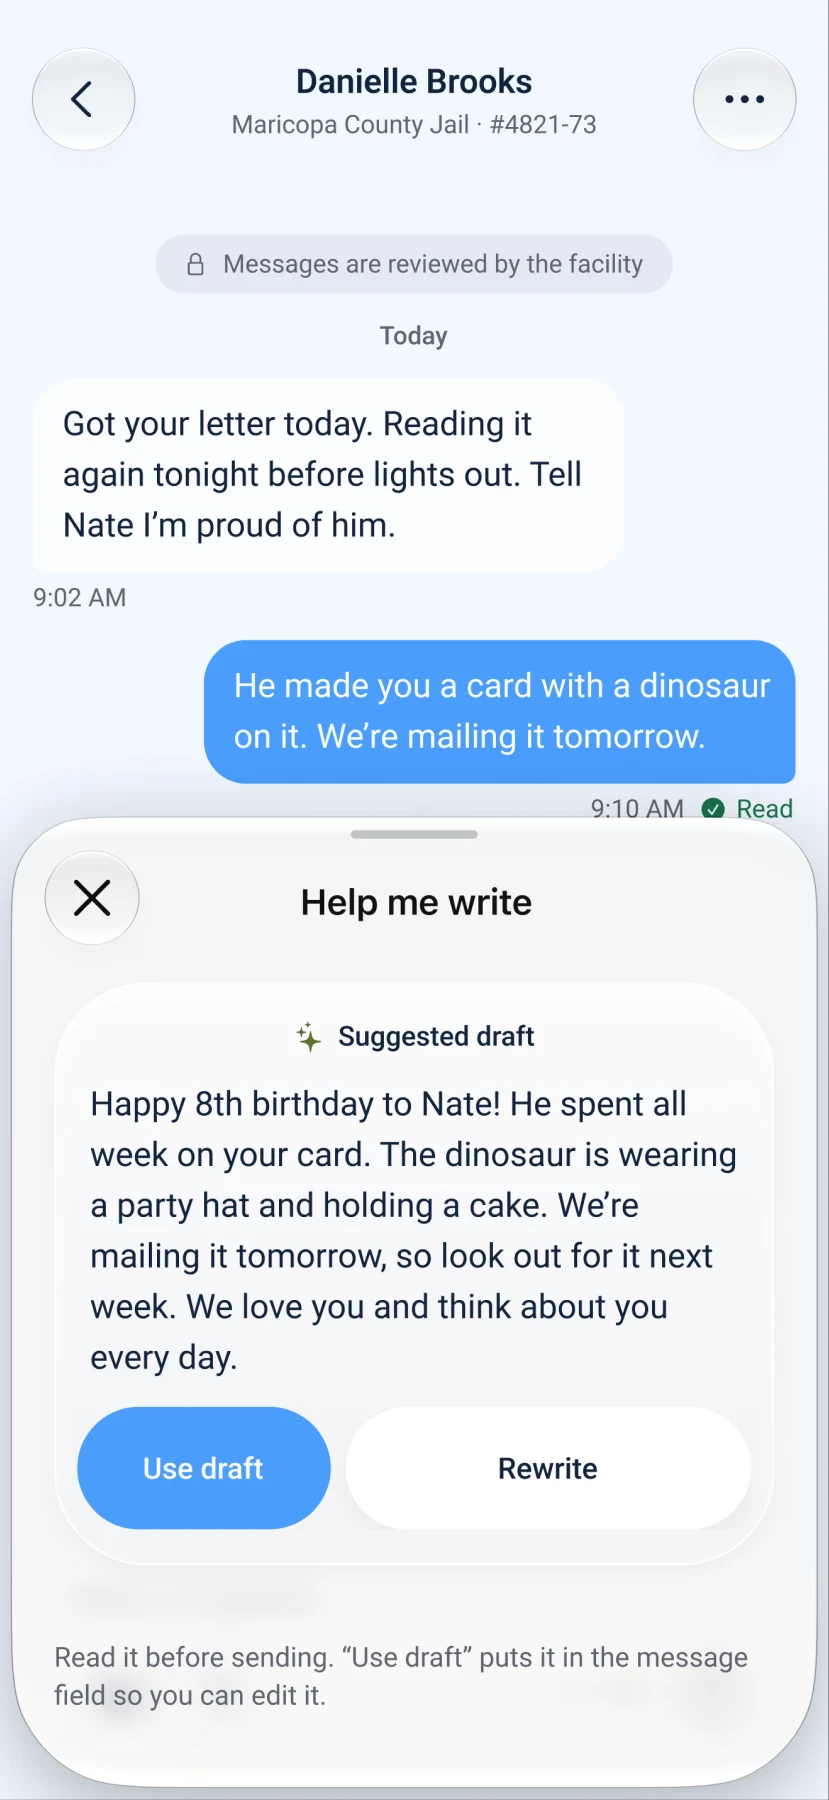 Danielle Brooks
Maricopa County Jail · #4821-73
Messages are reviewed by the facility
Today
Got your letter today. Reading it
again tonight before lights out. Tell
Nate I’m proud of him.
9:02 AM
He made you a card with a dinosaur
on it. We’re mailing it tomorrow.
9:10 AM Read
Help me write
Suggested draft
Happy 8th birthday to Nate! He spent all
week on your card. The dinosaur is wearing
a party hat and holding a cake. We’re
mailing it tomorrow, so look out for it next
week. We love you and think about you
every day.
Use draft
Rewrite
Read it before sending. “Use draft” puts it in the message
field so you can edit it.